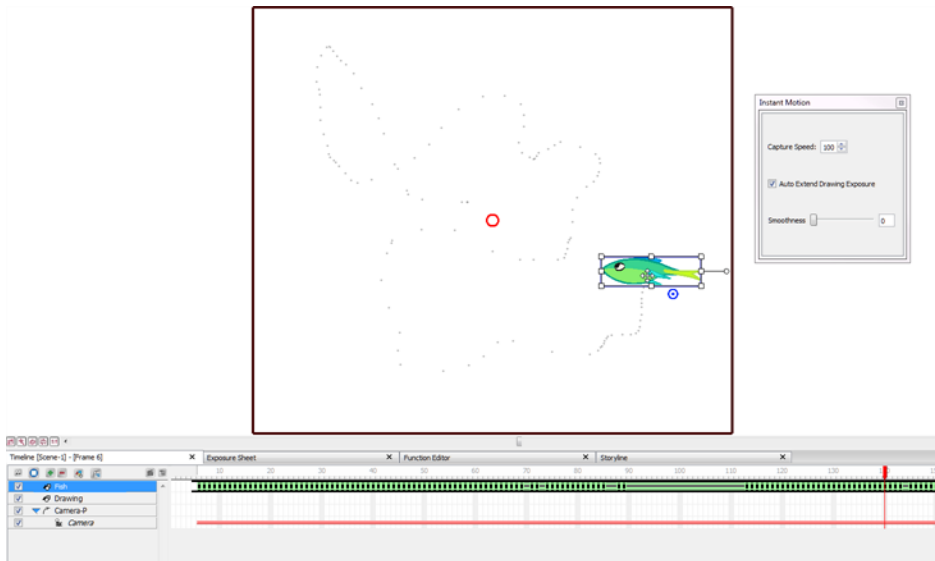 Instant Motion
Capture Speed: 100
Auto Extend Drawing Exposure
Smoothness 0
Timeline [Scene-1] - [Frame 6] Exposure Sheet Function Editor Storyline
10 20 30 40 50 60 70 80 90 100 110 120
Fish
Drawing
Camera-P
Camera